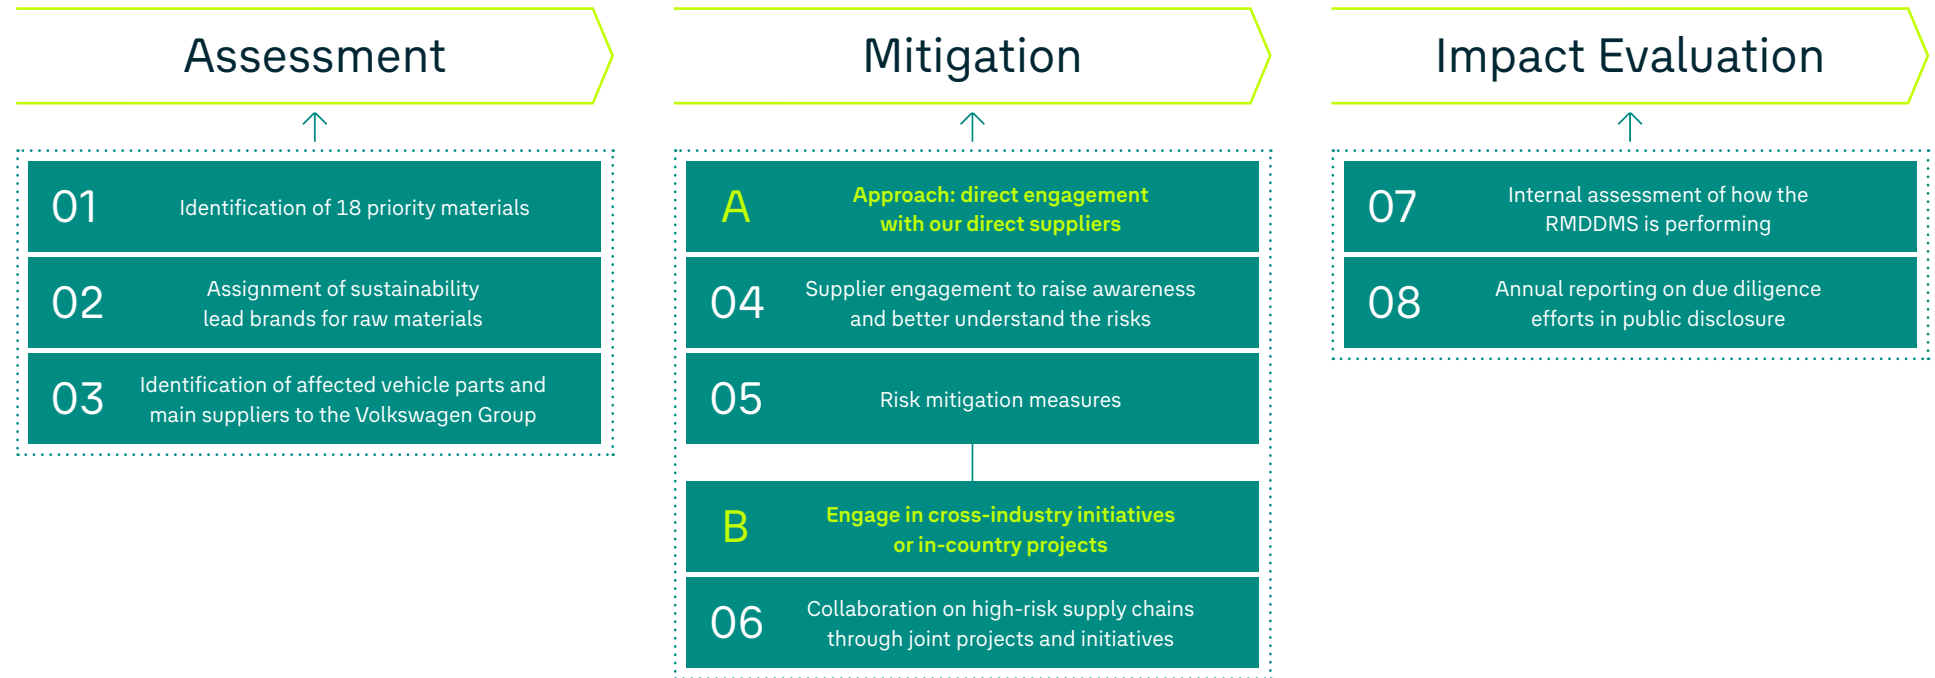 Assessment
01
Identification of 18 priority materials
02
Assignment of sustainability
lead brands for raw materials
03
Identification of affected vehicle parts and
main suppliers to the Volkswagen Group
Mitigation
A
Approach: direct engagement
with our direct suppliers
04
Supplier engagement to raise awareness
and better understand the risks
05
Risk mitigation measures
B
Engage in cross-industry initiatives
or in-country projects
06
Collaboration on high-risk supply chains
through joint projects and initiatives
Impact Evaluation
07
Internal assessment of how the
RMDDMS is performing
08
Annual reporting on due diligence
efforts in public disclosure